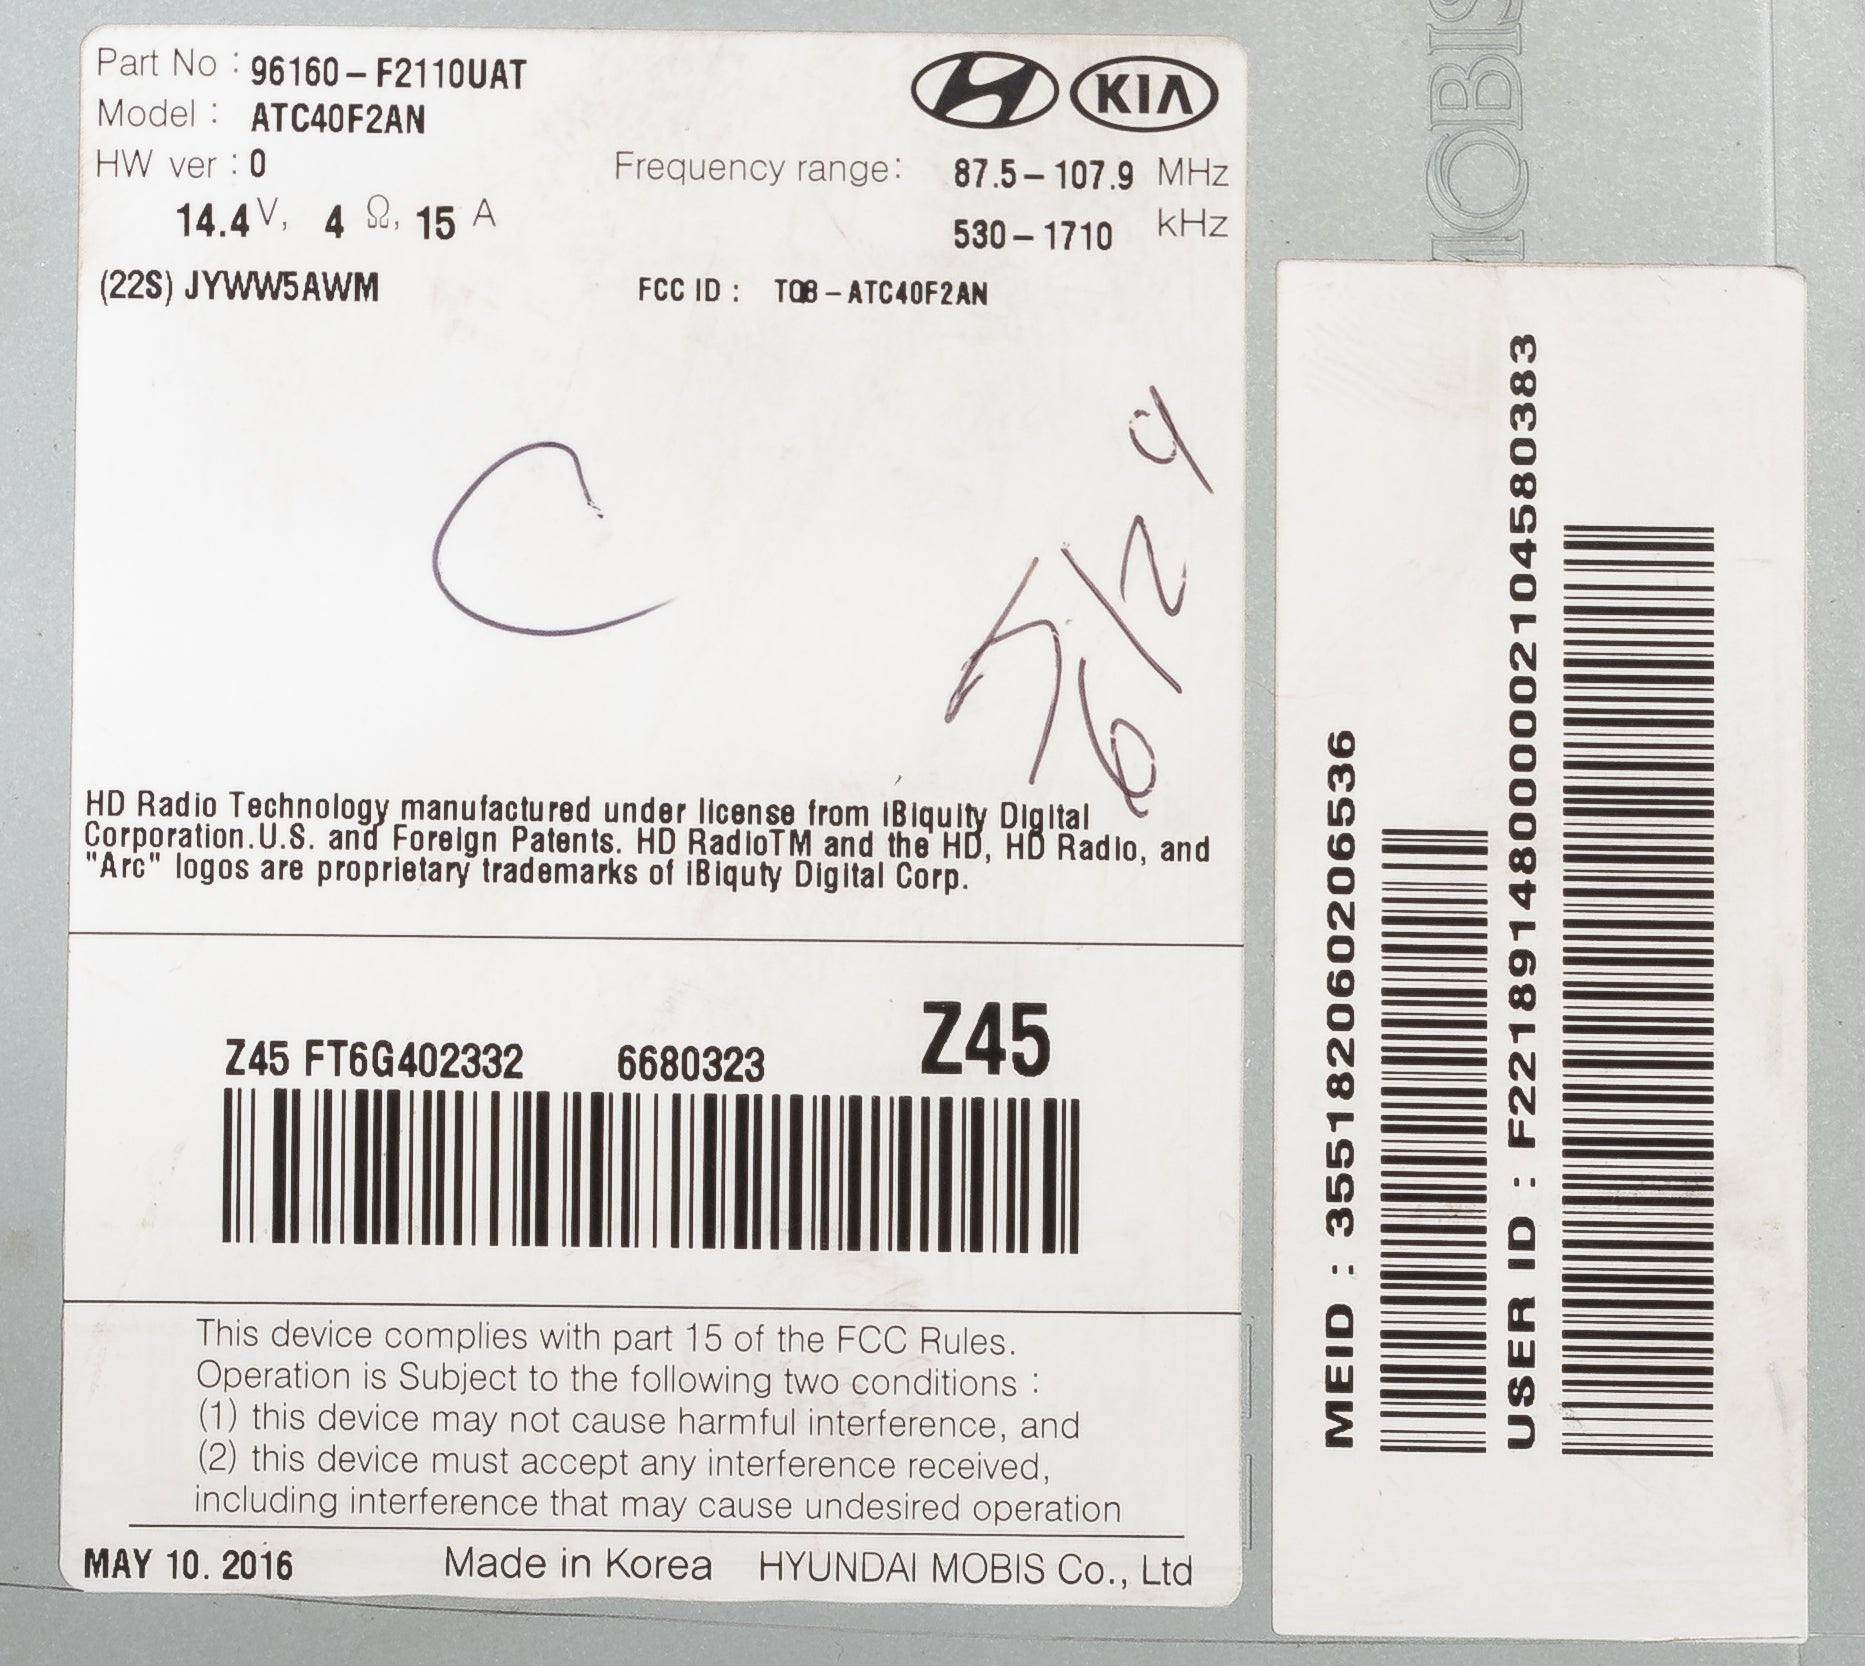 Part No : 96160-F2110UAT
Model : ATC40F2AN
HW ver : 0
14.4 V, 4 Ω, 15 A
(22S) JYWW5AWM
KIA
Frequency range: 87.5-107.9 MHz
530-1710 kHz
FCC ID : TQ8-ATC40F2AN
C
6/29
HD Radio Technology manufactured under license from iBiquity Digital
Corporation.U.S. and Foreign Patents. HD RadioTM and the HD, HD Radio, and
"Arc" logos are proprietary trademarks of iBiquty Digital Corp.
Z45 FT6G402332 6680323 Z45
This device complies with part 15 of the FCC Rules.
Operation is Subject to the following two conditions :
(1) this device may not cause harmful interference, and
(2) this device must accept any interference received,
including interference that may cause undesired operation
MAY 10. 2016 Made in Korea HYUNDAI MOBIS Co., Ltd
MOBIS
MEID : 355182060206536
USER ID : F22189148000002104580383